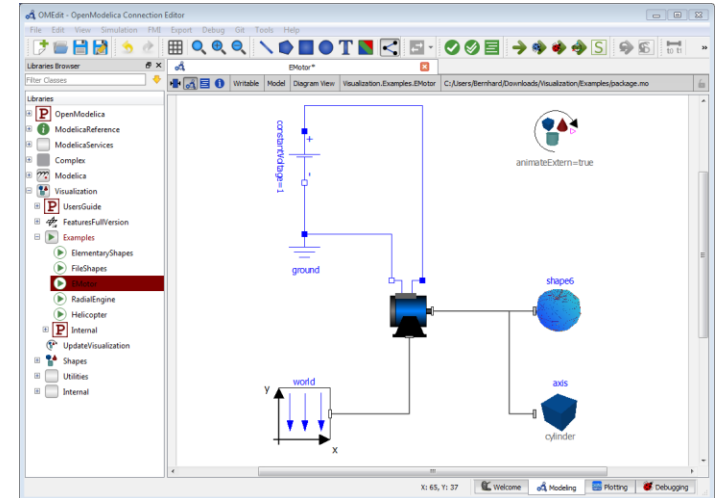 OMEdit - OpenModelica Connection Editor
File Edit View Simulation FMI Export Debug Git Tools Help
T S to T!
Libraries Browser
EMotor*
Filter Classes
Writable Model Diagram View Visualization.Examples.EMotor C:/Users/Bernhard/Downloads/Visualization/Examples/package.mo
Libraries
P OpenModelica
i ModelicaReference
ModelicaServices
Complex
Modelica
Visualization
P UsersGuide
FeaturesFullVersion
Examples
ElementaryShapes
FileShapes
EMotor
RadialEngine
Helicopter
P Internal
UpdateVisualization
Shapes
Utilities
Internal
constantVoltage=1
+
-
ground
animateExtern=true
shape6
world
y
x
axis
cylinder
X: 65, Y: 37 Welcome Modeling Plotting Debugging